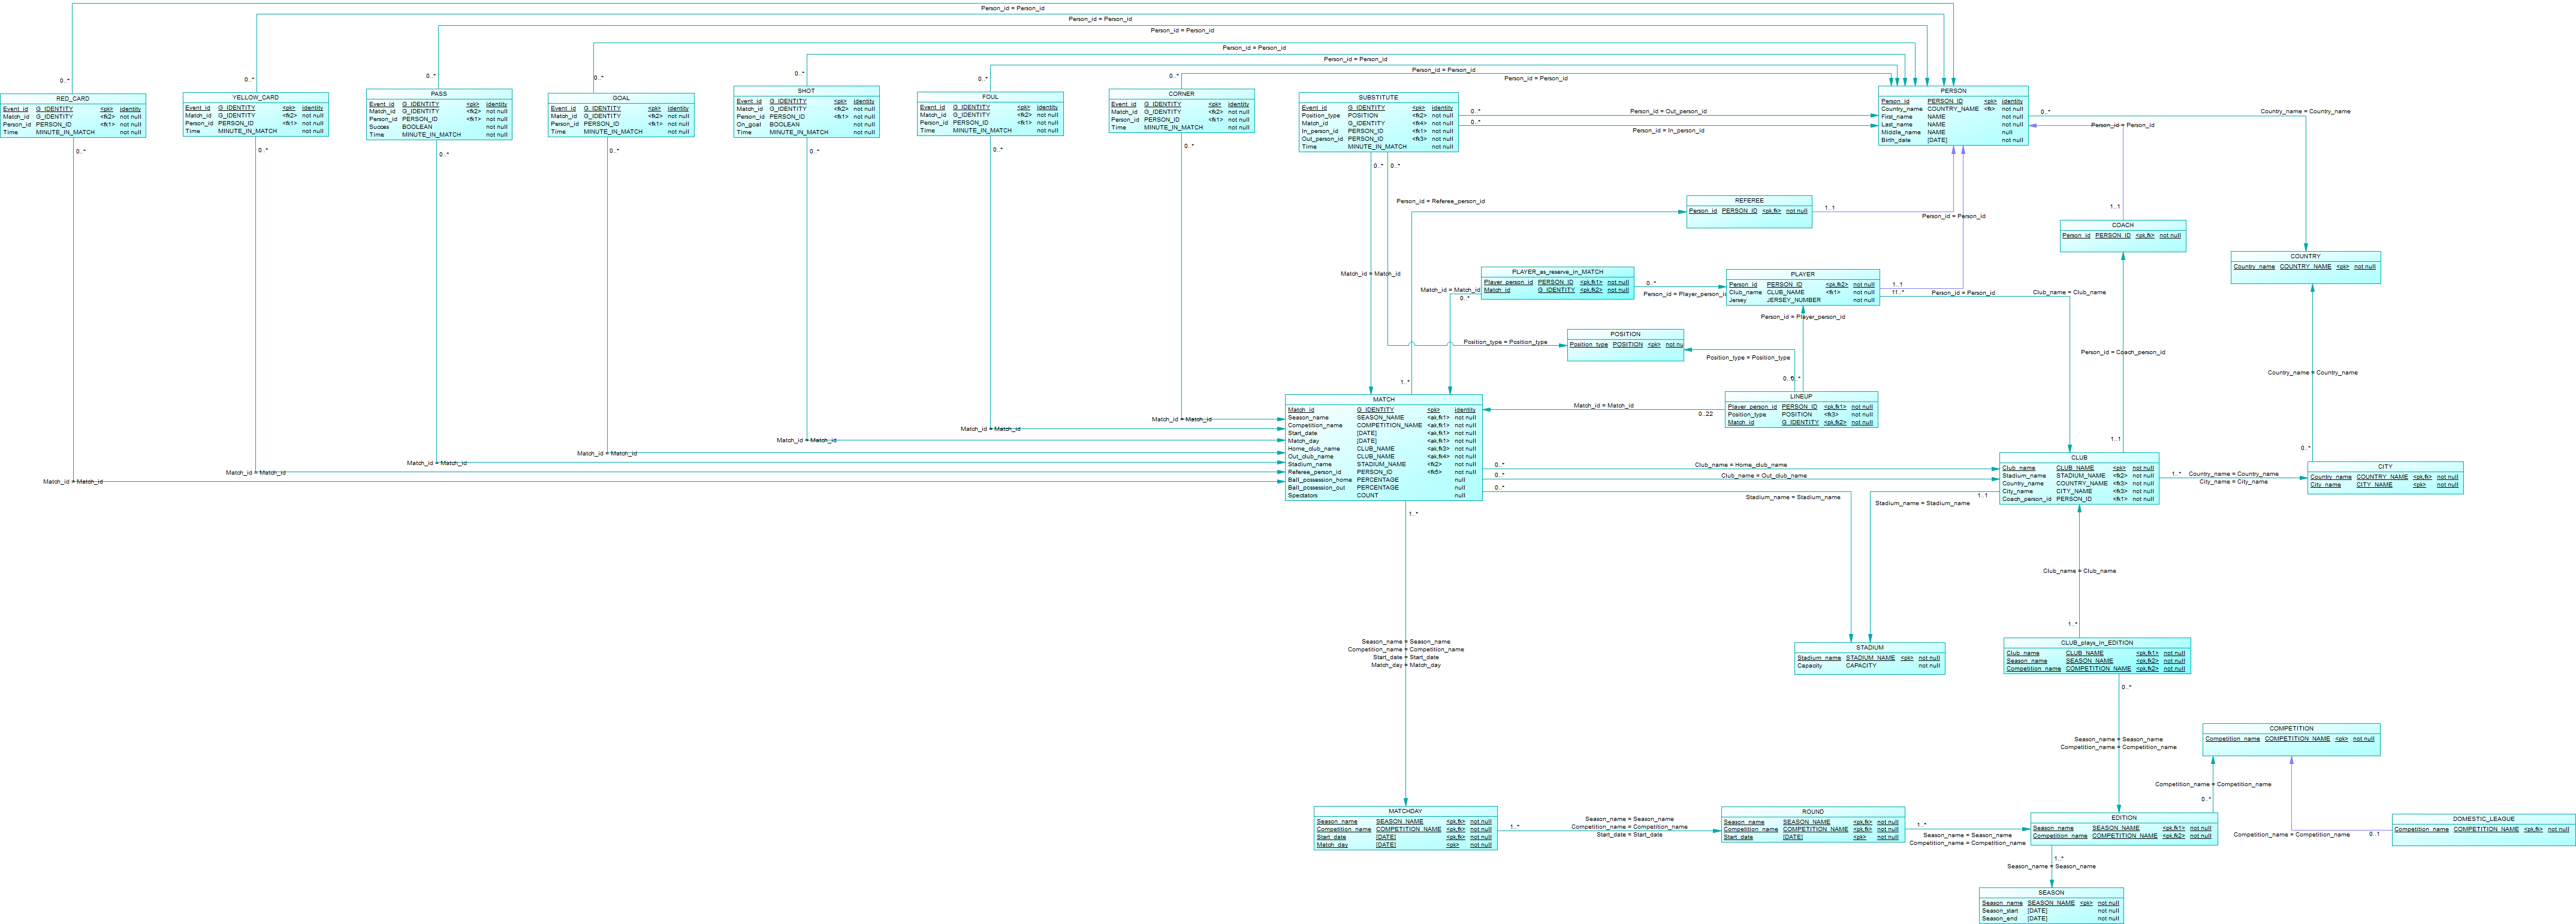 Person_id = Person_id
Person_id = Person_id
Person_id = Person_id
Person_id = Person_id
Person_id = Person_id
Person_id = Person_id
Person_id = Person_id
0..*
0..*
0..*
0..*
0..*
0..*
0..*
RED_CARD
Event_id G_IDENTITY <pk> identity
Match_id G_IDENTITY <fk2> not null
Person_id PERSON_ID <fk1> not null
Time MINUTE_IN_MATCH not null
0..*
YELLOW_CARD
Event_id G_IDENTITY <pk> identity
Match_id G_IDENTITY <fk2> not null
Person_id PERSON_ID <fk1> not null
Time MINUTE_IN_MATCH not null
0..*
PASS
Event_id G_IDENTITY <pk> identity
Match_id G_IDENTITY <fk2> not null
Person_id PERSON_ID <fk1> not null
Succes BOOLEAN not null
Time MINUTE_IN_MATCH not null
0..*
GOAL
Event_id G_IDENTITY <pk> identity
Match_id G_IDENTITY <fk2> not null
Person_id PERSON_ID <fk1> not null
Time MINUTE_IN_MATCH not null
0..*
SHOT
Event_id G_IDENTITY <pk> identity
Match_id G_IDENTITY <fk2> not null
Person_id PERSON_ID <fk1> not null
On_goal BOOLEAN not null
Time MINUTE_IN_MATCH not null
0..*
FOUL
Event_id G_IDENTITY <pk> identity
Match_id G_IDENTITY <fk2> not null
Person_id PERSON_ID <fk1> not null
Time MINUTE_IN_MATCH not null
0..*
CORNER
Event_id G_IDENTITY <pk> identity
Match_id G_IDENTITY <fk2> not null
Person_id PERSON_ID <fk1> not null
Time MINUTE_IN_MATCH not null
0..*
SUBSTITUTE
Event_id G_IDENTITY <pk> identity
Position_type POSITION <fk2> not null
Match_id G_IDENTITY <fk4> not null
In_person_id PERSON_ID <fk1> not null
Out_person_id PERSON_ID <fk3> not null
Time MINUTE_IN_MATCH not null
0..*
Person_id = Out_person_id
0..*
Person_id = In_person_id
0..*
0..*
PERSON
Person_id PERSON_ID <pk> identity
Country_name COUNTRY_NAME <fk> not null
First_name NAME not null
Last_name NAME not null
Middle_name NAME null
Birth_date [DATE] not null
0..*
Country_name = Country_name
Person_id = Person_id
Person_id = Referee_person_id
REFEREE
Person_id PERSON_ID <pk,fk> not null
1..1
Person_id = Person_id
1..1
COACH
Person_id PERSON_ID <pk,fk> not null
COUNTRY
Country_name COUNTRY_NAME <pk> not null
Match_id = Match_id
PLAYER_as_reserve_in_MATCH
Player_person_id PERSON_ID <pk,fk1> not null
Match_id G_IDENTITY <pk,fk2> not null
Match_id = Match_id
0..*
0..*
Person_id = Player_person_id
PLAYER
Person_id PERSON_ID <pk,fk2> not null
Club_name CLUB_NAME <fk1> not null
Jersey JERSEY_NUMBER not null
1..1
11..*
Person_id = Person_id
Club_name = Club_name
Person_id = Player_person_id
POSITION
Position_type POSITION <pk> not nu
Position_type = Position_type
Position_type = Position_type
Person_id = Coach_person_id
Country_name = Country_name
1..*
0..*
0..*
LINEUP
Player_person_id PERSON_ID <pk,fk1> not null
Position_type POSITION <fk3> not null
Match_id G_IDENTITY <pk,fk2> not null
Match_id = Match_id
0..22
MATCH
Match_id G_IDENTITY <pk> identity
Season_name SEASON_NAME <ak,fk1> not null
Competition_name COMPETITION_NAME <ak,fk1> not null
Start_date [DATE] <ak,fk1> not null
Match_day [DATE] <ak,fk1> not null
Home_club_name CLUB_NAME <ak,fk3> not null
Out_club_name CLUB_NAME <ak,fk4> not null
Stadium_name STADIUM_NAME <fk2> not null
Referee_person_id PERSON_ID <fk5> not null
Ball_possession_home PERCENTAGE null
Ball_possession_out PERCENTAGE null
Spectators COUNT null
Match_id = Match_id
Match_id = Match_id
Match_id = Match_id
Match_id = Match_id
Match_id = Match_id
Match_id = Match_id
Match_id = Match_id
0..*
Club_name = Home_club_name
0..*
Club_name = Out_club_name
0..*
Stadium_name = Stadium_name
1..1
CLUB
Club_name CLUB_NAME <pk> not null
Stadium_name STADIUM_NAME <fk2> not null
Country_name COUNTRY_NAME <fk3> not null
City_name CITY_NAME <fk3> not null
Coach_person_id PERSON_ID <fk1> not null
1..1
Stadium_name = Stadium_name
1..*
Country_name = Country_name
City_name = City_name
0..*
CITY
Country_name COUNTRY_NAME <pk,fk> not null
City_name CITY_NAME <pk> not null
1..*
Club_name = Club_name
1..*
Season_name = Season_name
Competition_name = Competition_name
Start_date = Start_date
Match_day = Match_day
STADIUM
Stadium_name STADIUM_NAME <pk> not null
Capacity CAPACITY not null
CLUB_plays_in_EDITION
Club_name CLUB_NAME <pk,fk1> not null
Season_name SEASON_NAME <pk,fk2> not null
Competition_name COMPETITION_NAME <pk,fk2> not null
0..*
Season_name = Season_name
Competition_name = Competition_name
COMPETITION
Competition_name COMPETITION_NAME <pk> not null
Competition_name = Competition_name
0..*
MATCHDAY
Season_name SEASON_NAME <pk,fk> not null
Competition_name COMPETITION_NAME <pk,fk> not null
Start_date [DATE] <pk,fk> not null
Match_day [DATE] <pk> not null
1..*
Season_name = Season_name
Competition_name = Competition_name
Start_date = Start_date
ROUND
Season_name SEASON_NAME <pk,fk> not null
Competition_name COMPETITION_NAME <pk,fk> not null
Start_date [DATE] <pk> not null
1..*
Season_name = Season_name
Competition_name = Competition_name
EDITION
Season_name SEASON_NAME <pk,fk1> not null
Competition_name COMPETITION_NAME <pk,fk2> not null
Competition_name = Competition_name
0..1
DOMESTIC_LEAGUE
Competition_name COMPETITION_NAME <pk,fk> not null
1..*
Season_name = Season_name
SEASON
Season_name SEASON_NAME <pk> not null
Season_start [DATE] not null
Season_end [DATE] not null